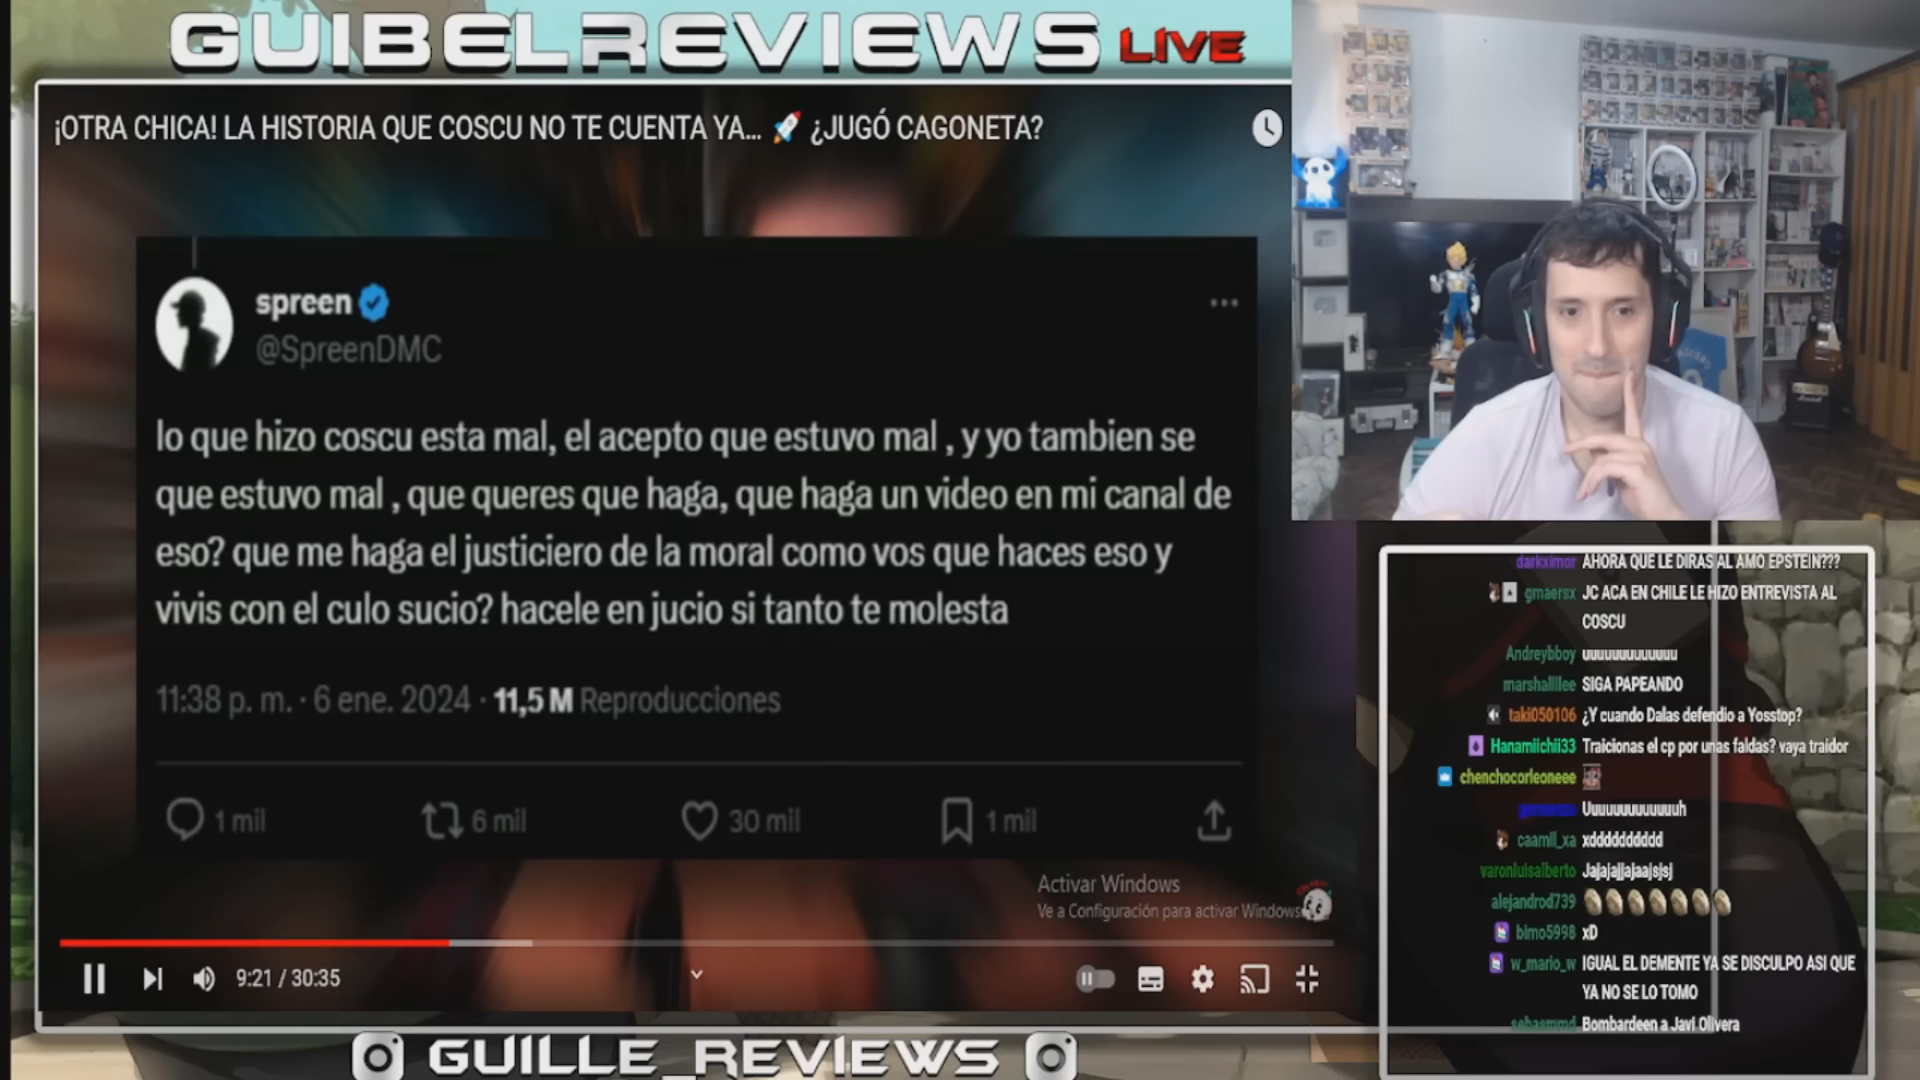 GUIBELREVIEWS LIVE
¡OTRA CHICA! LA HISTORIA QUE COSCU NO TE CUENTA YA... 🚀 ¿JUGÓ CAGONETA?
spreen
@SpreenDMC
lo que hizo coscu esta mal, el acepto que estuvo mal , y yo tambien se
que estuvo mal , que queres que haga, que haga un video en mi canal de
eso? que me haga el justiciero de la moral como vos que haces eso y
vivis con el culo sucio? hacele en jucio si tanto te molesta
11:38 p. m. · 6 ene. 2024 · 11,5 M Reproducciones
1 mil 6 mil 30 mil 1 mil
Activar Windows
Ve a Configuración para activar Windows
9:21 / 30:35
GUILLE_REVIEWS
darkximor AHORA QUE LE DIRAS AL AMO EPSTEIN???
gmaersx JC ACA EN CHILE LE HIZO ENTREVISTA AL
COSCU
Andreybboy uuuuuuuuuuuuu
marshallllee SIGA PAPEANDO
taki050106 ¿Y cuando Dalas defendio a Yosstop?
Hanamiichii33 Traicionas el cp por unas faldas? vaya traidor
chenchocorleoneee
Uuuuuuuuuuuuuh
caamil_xa xdddddddddd
varonluisalberto Jajajajjajaajsjsj
alejandrod739
bimo5998 xD
w_mario_w IGUAL EL DEMENTE YA SE DISCULPO ASI QUE
YA NO SE LO TOMO
sebasmmd Bombardeen a Javi Olivera